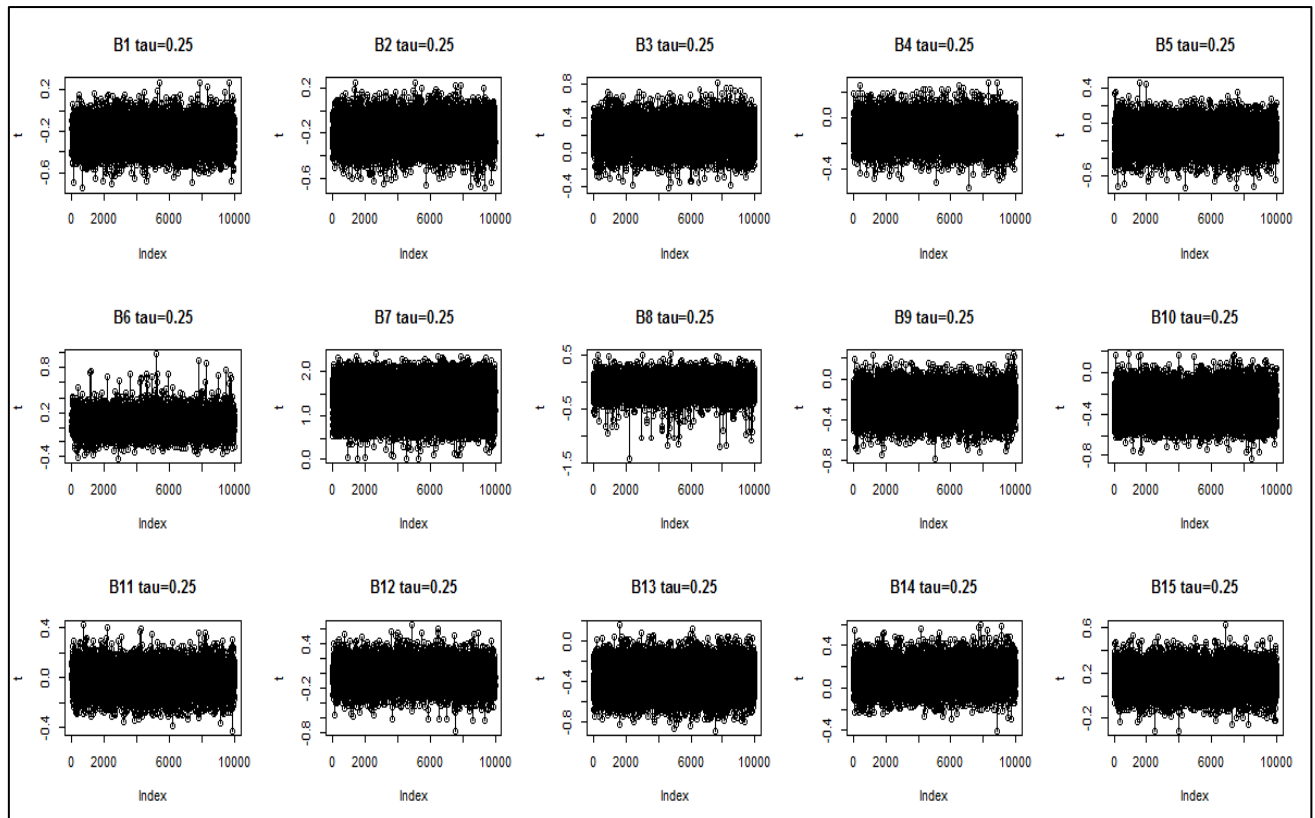 B1 tau=0.25 B2 tau=0.25 B3 tau=0.25 B4 tau=0.25 B5 tau=0.25
t -0.6 -0.2 0.2 t -0.6 -0.2 0.2 t -0.4 0.0 0.4 0.8 t -0.4 0.0 t -0.6 0.0 0.4
0 2000 6000 10000 0 2000 6000 10000 0 2000 6000 10000 0 2000 6000 10000 0 2000 6000 10000
Index Index Index Index Index
B6 tau=0.25 B7 tau=0.25 B8 tau=0.25 B9 tau=0.25 B10 tau=0.25
t -0.4 0.2 0.8 t 0.0 1.0 2.0 t -1.5 -0.5 0.5 t -0.8 -0.4 0.0 t -0.8 -0.4 0.0
0 2000 6000 10000 0 2000 6000 10000 0 2000 6000 10000 0 2000 6000 10000 0 2000 6000 10000
Index Index Index Index Index
B11 tau=0.25 B12 tau=0.25 B13 tau=0.25 B14 tau=0.25 B15 tau=0.25
t -0.4 0.0 0.4 t -0.8 -0.2 0.4 t -0.8 -0.4 0.0 t -0.4 0.0 0.4 t -0.2 0.2 0.6
0 2000 6000 10000 0 2000 6000 10000 0 2000 6000 10000 0 2000 6000 10000 0 2000 6000 10000
Index Index Index Index Index